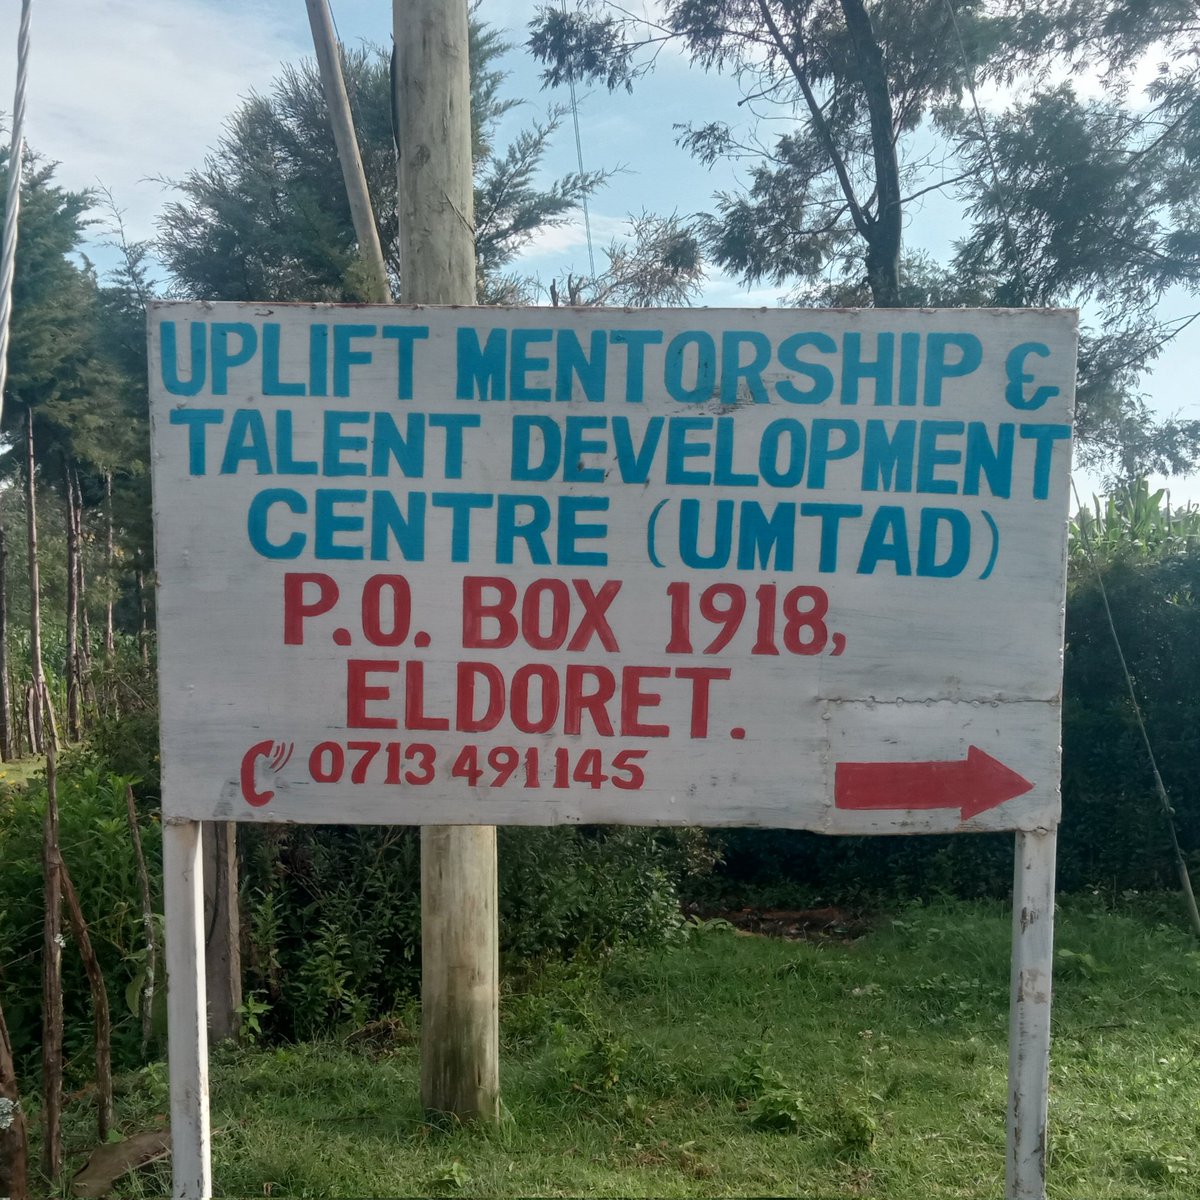 UPLIFT MENTORSHIP &
TALENT DEVELOPMENT
CENTRE (UMTAD)
P.O. BOX 1918,
ELDORET.
0713 491145